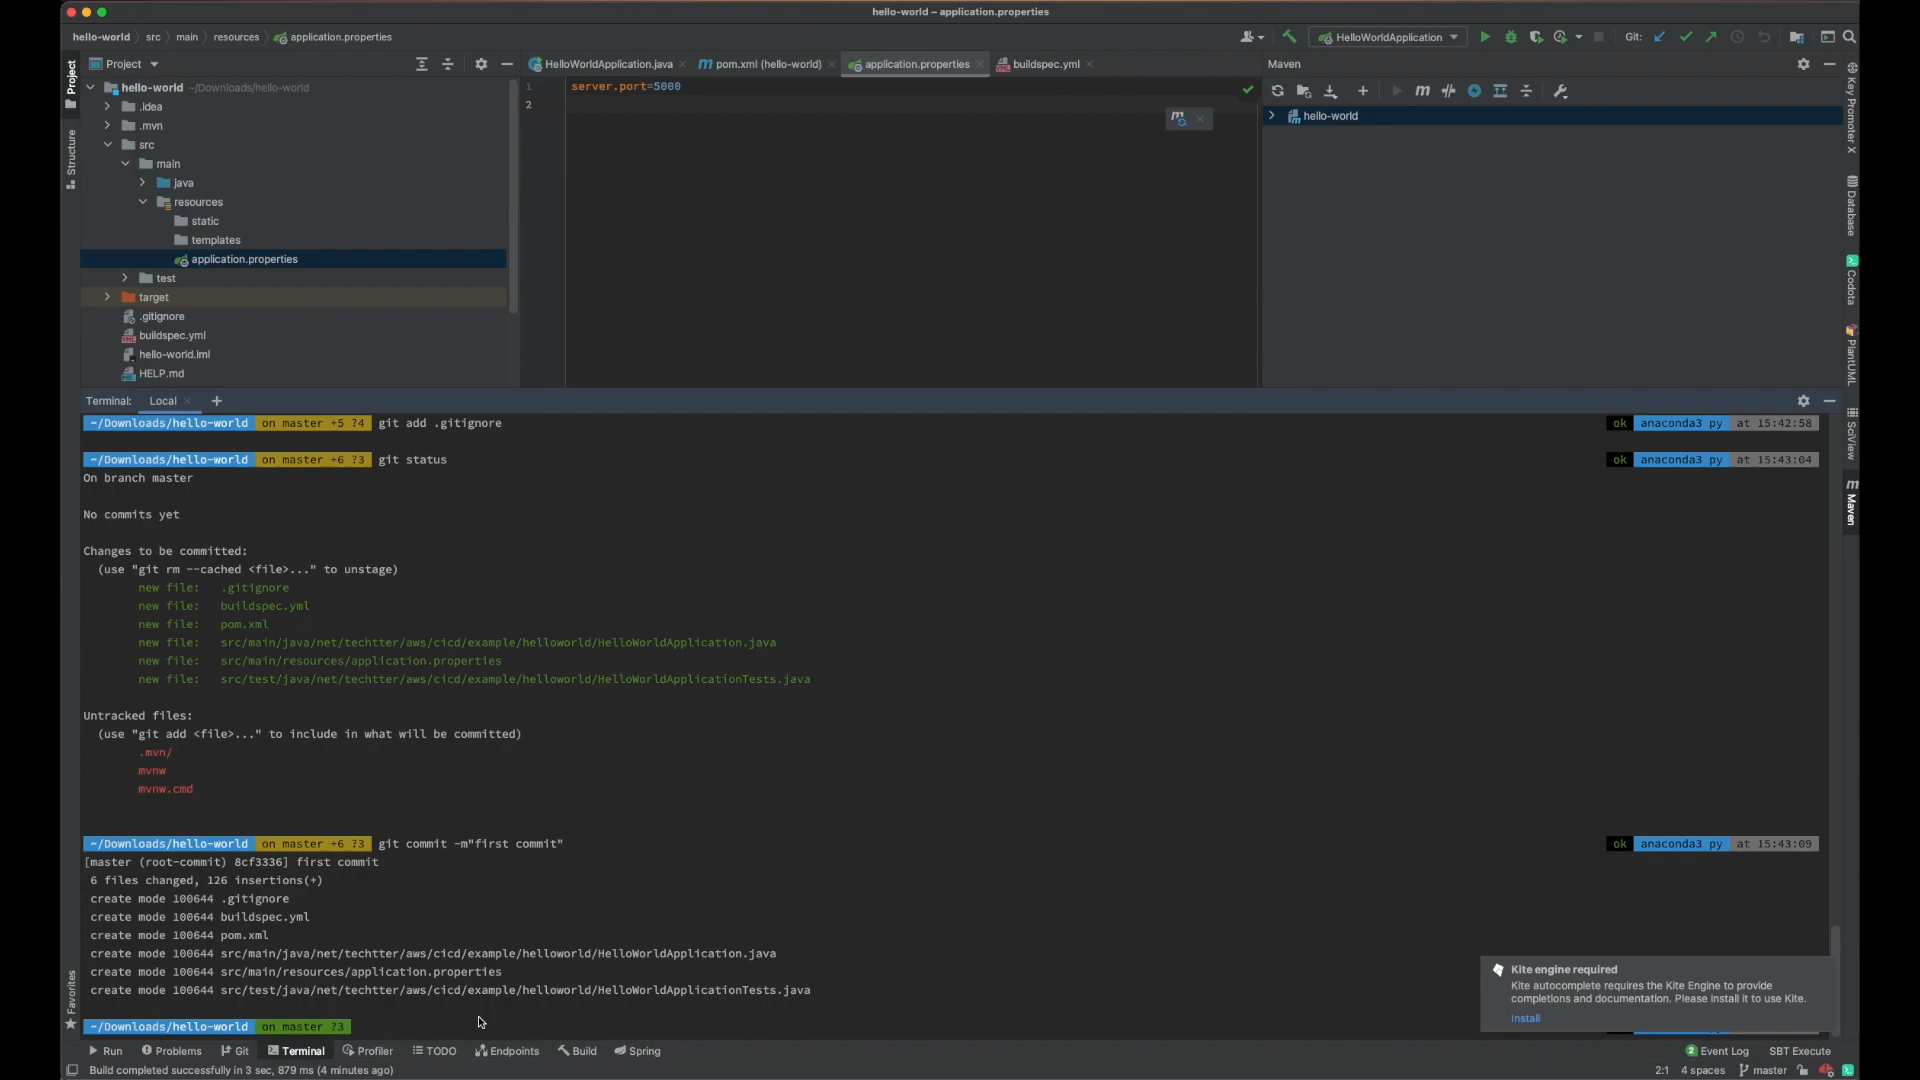 hello-world – application.properties
hello-world src main resources application.properties
HelloWorldApplication Git:
Project
HelloWorldApplication.java pom.xml (hello-world) application.properties buildspec.yml
Maven
hello-world ~/Downloads/hello-world
.idea
.mvn
src
main
java
resources
static
templates
application.properties
test
target
.gitignore
buildspec.yml
hello-world.iml
HELP.md
1 server.port=5000
2
hello-world
Project
Structure
Favorites
Key Promoter X
Database
Codota
PlantUML
SciView
Maven
Terminal: Local
~/Downloads/hello-world on master +5 ?4 git add .gitignore ok anaconda3 py at 15:42:58
~/Downloads/hello-world on master +6 ?3 git status ok anaconda3 py at 15:43:04
On branch master
No commits yet
Changes to be committed:
(use "git rm --cached <file>..." to unstage)
new file: .gitignore
new file: buildspec.yml
new file: pom.xml
new file: src/main/java/net/techtter/aws/cicd/example/helloworld/HelloWorldApplication.java
new file: src/main/resources/application.properties
new file: src/test/java/net/techtter/aws/cicd/example/helloworld/HelloWorldApplicationTests.java
Untracked files:
(use "git add <file>..." to include in what will be committed)
.mvn/
mvnw
mvnw.cmd
~/Downloads/hello-world on master +6 ?3 git commit -m"first commit" ok anaconda3 py at 15:43:09
[master (root-commit) 8cf3336] first commit
6 files changed, 126 insertions(+)
create mode 100644 .gitignore
create mode 100644 buildspec.yml
create mode 100644 pom.xml
create mode 100644 src/main/java/net/techtter/aws/cicd/example/helloworld/HelloWorldApplication.java
create mode 100644 src/main/resources/application.properties
create mode 100644 src/test/java/net/techtter/aws/cicd/example/helloworld/HelloWorldApplicationTests.java
~/Downloads/hello-world on master ?3
Kite engine required
Kite autocomplete requires the Kite Engine to provide
completions and documentation. Please install it to use Kite.
Install
Run Problems Git Terminal Profiler TODO Endpoints Build Spring 2 Event Log SBT Execute
Build completed successfully in 3 sec, 879 ms (4 minutes ago) 2:1 4 spaces master